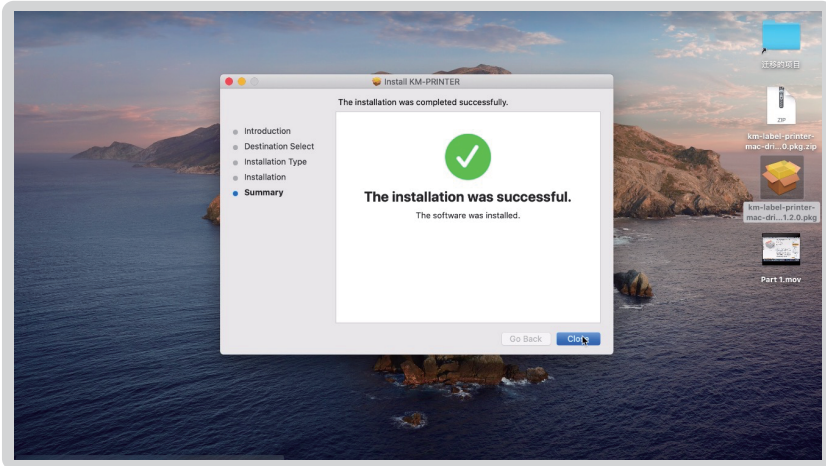 Install KM-PRINTER
The installation was completed successfully.
Introduction
Destination Select
Installation Type
Installation
Summary
The installation was successful.
The software was installed.
Go Back
Close
迁移的项目
ZIP
km-label-printer-
mac-dri...0.pkg.zip
km-label-printer-
mac-dri...1.2.0.pkg
Part 1.mov